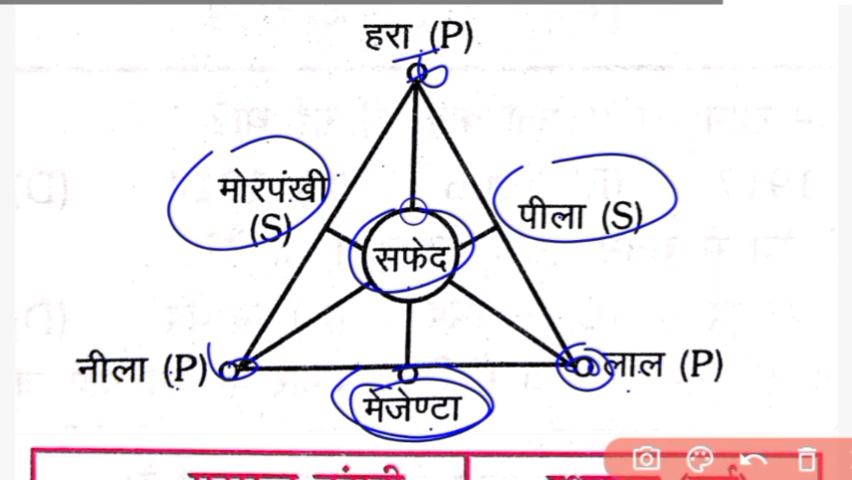 हरा (P)
मोरपंखी
(S)
पीला (S)
सफेद
नीला (P)
लाल (P)
मेजेण्टा